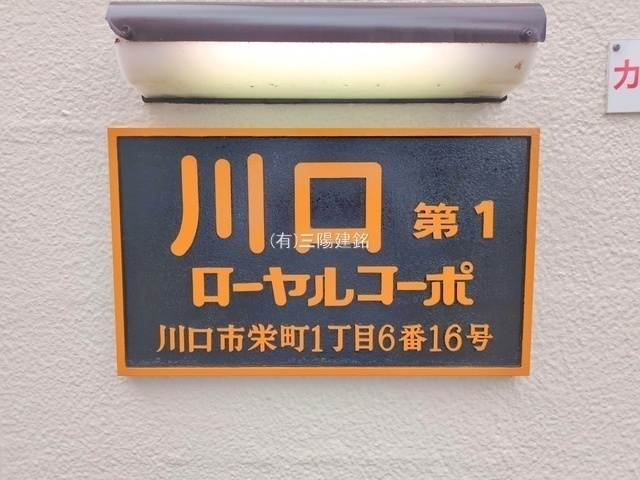 川口 第1
(有)三陽建銘
ローヤルコーポ
川口市栄町1丁目6番16号
カ